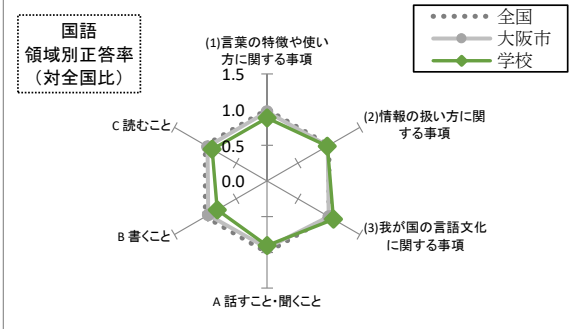 国語
領域別正答率
（対全国比）
全国
大阪市
学校
(1)言葉の特徴や使い
方に関する事項
1.5
1.0
0.5
0.0
(2)情報の扱い方に関
する事項
(3)我が国の言語文化
に関する事項
A 話すこと・聞くこと
B 書くこと
C 読むこと